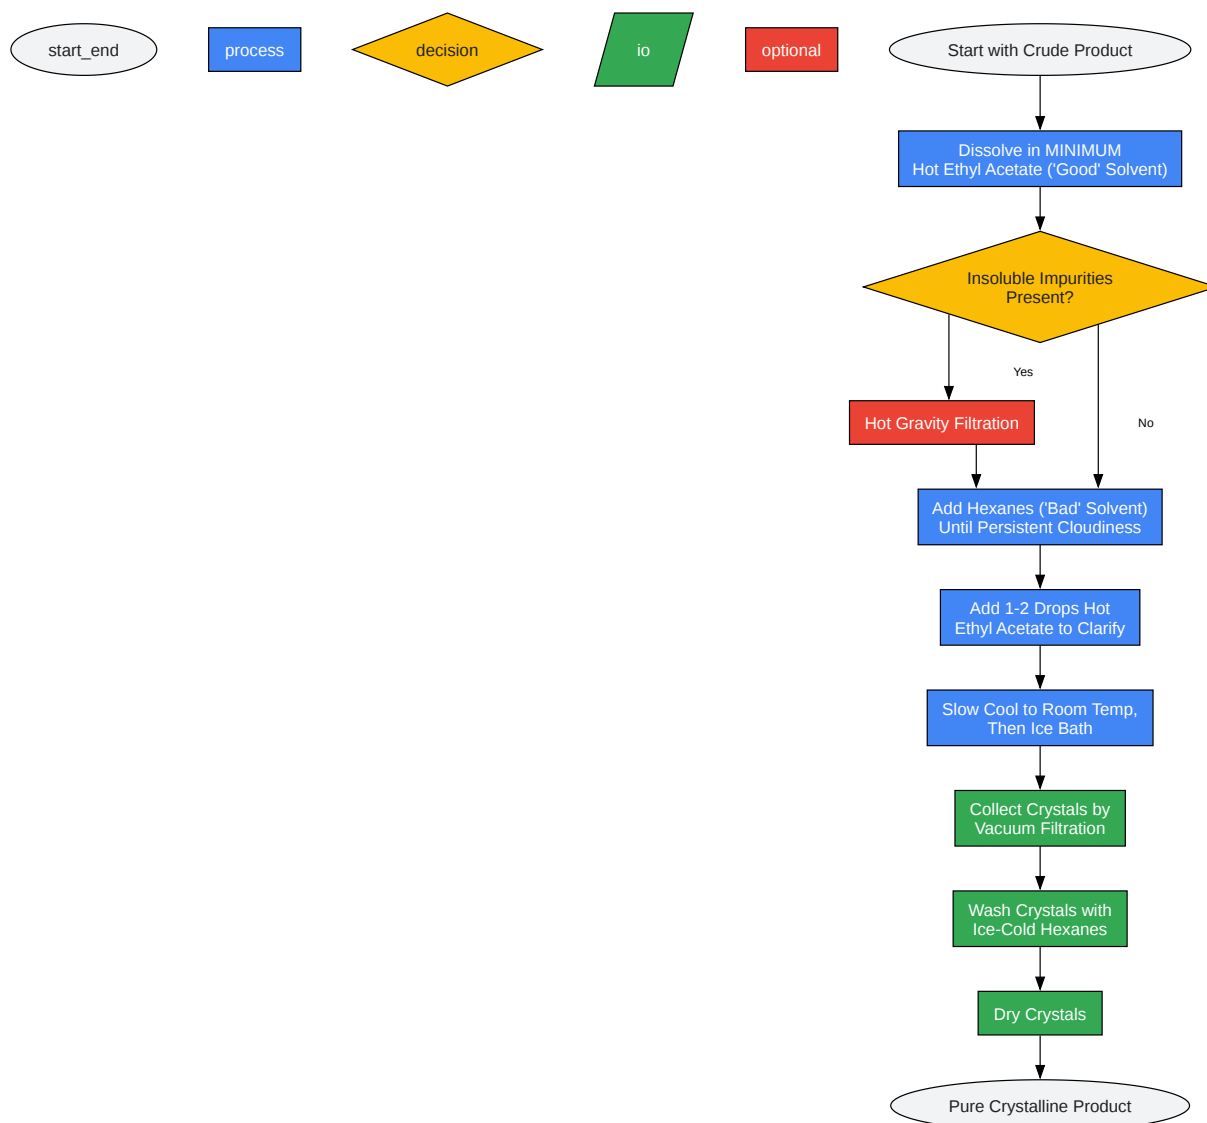 start_end
process
decision
io
optional
Start with Crude Product
Dissolve in MINIMUM
Hot Ethyl Acetate ('Good' Solvent)
Insoluble Impurities
Present?
Yes
Hot Gravity Filtration
No
Add Hexanes ('Bad' Solvent)
Until Persistent Cloudiness
Add 1-2 Drops Hot
Ethyl Acetate to Clarify
Slow Cool to Room Temp,
Then Ice Bath
Collect Crystals by
Vacuum Filtration
Wash Crystals with
Ice-Cold Hexanes
Dry Crystals
Pure Crystalline Product